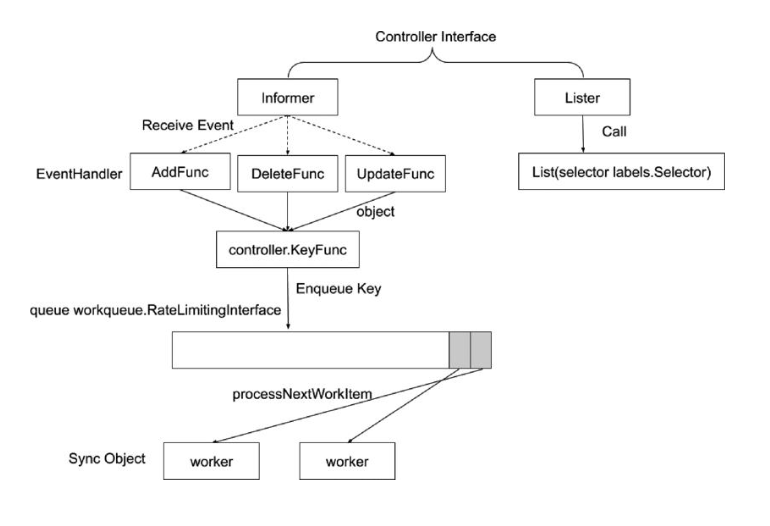 Controller Interface
Informer
Lister
Receive Event
Call
EventHandler
AddFunc
DeleteFunc
UpdateFunc
List(selector labels.Selector)
object
controller.KeyFunc
Enqueue Key
queue workqueue.RateLimitingInterface
processNextWorkItem
Sync Object
worker
worker